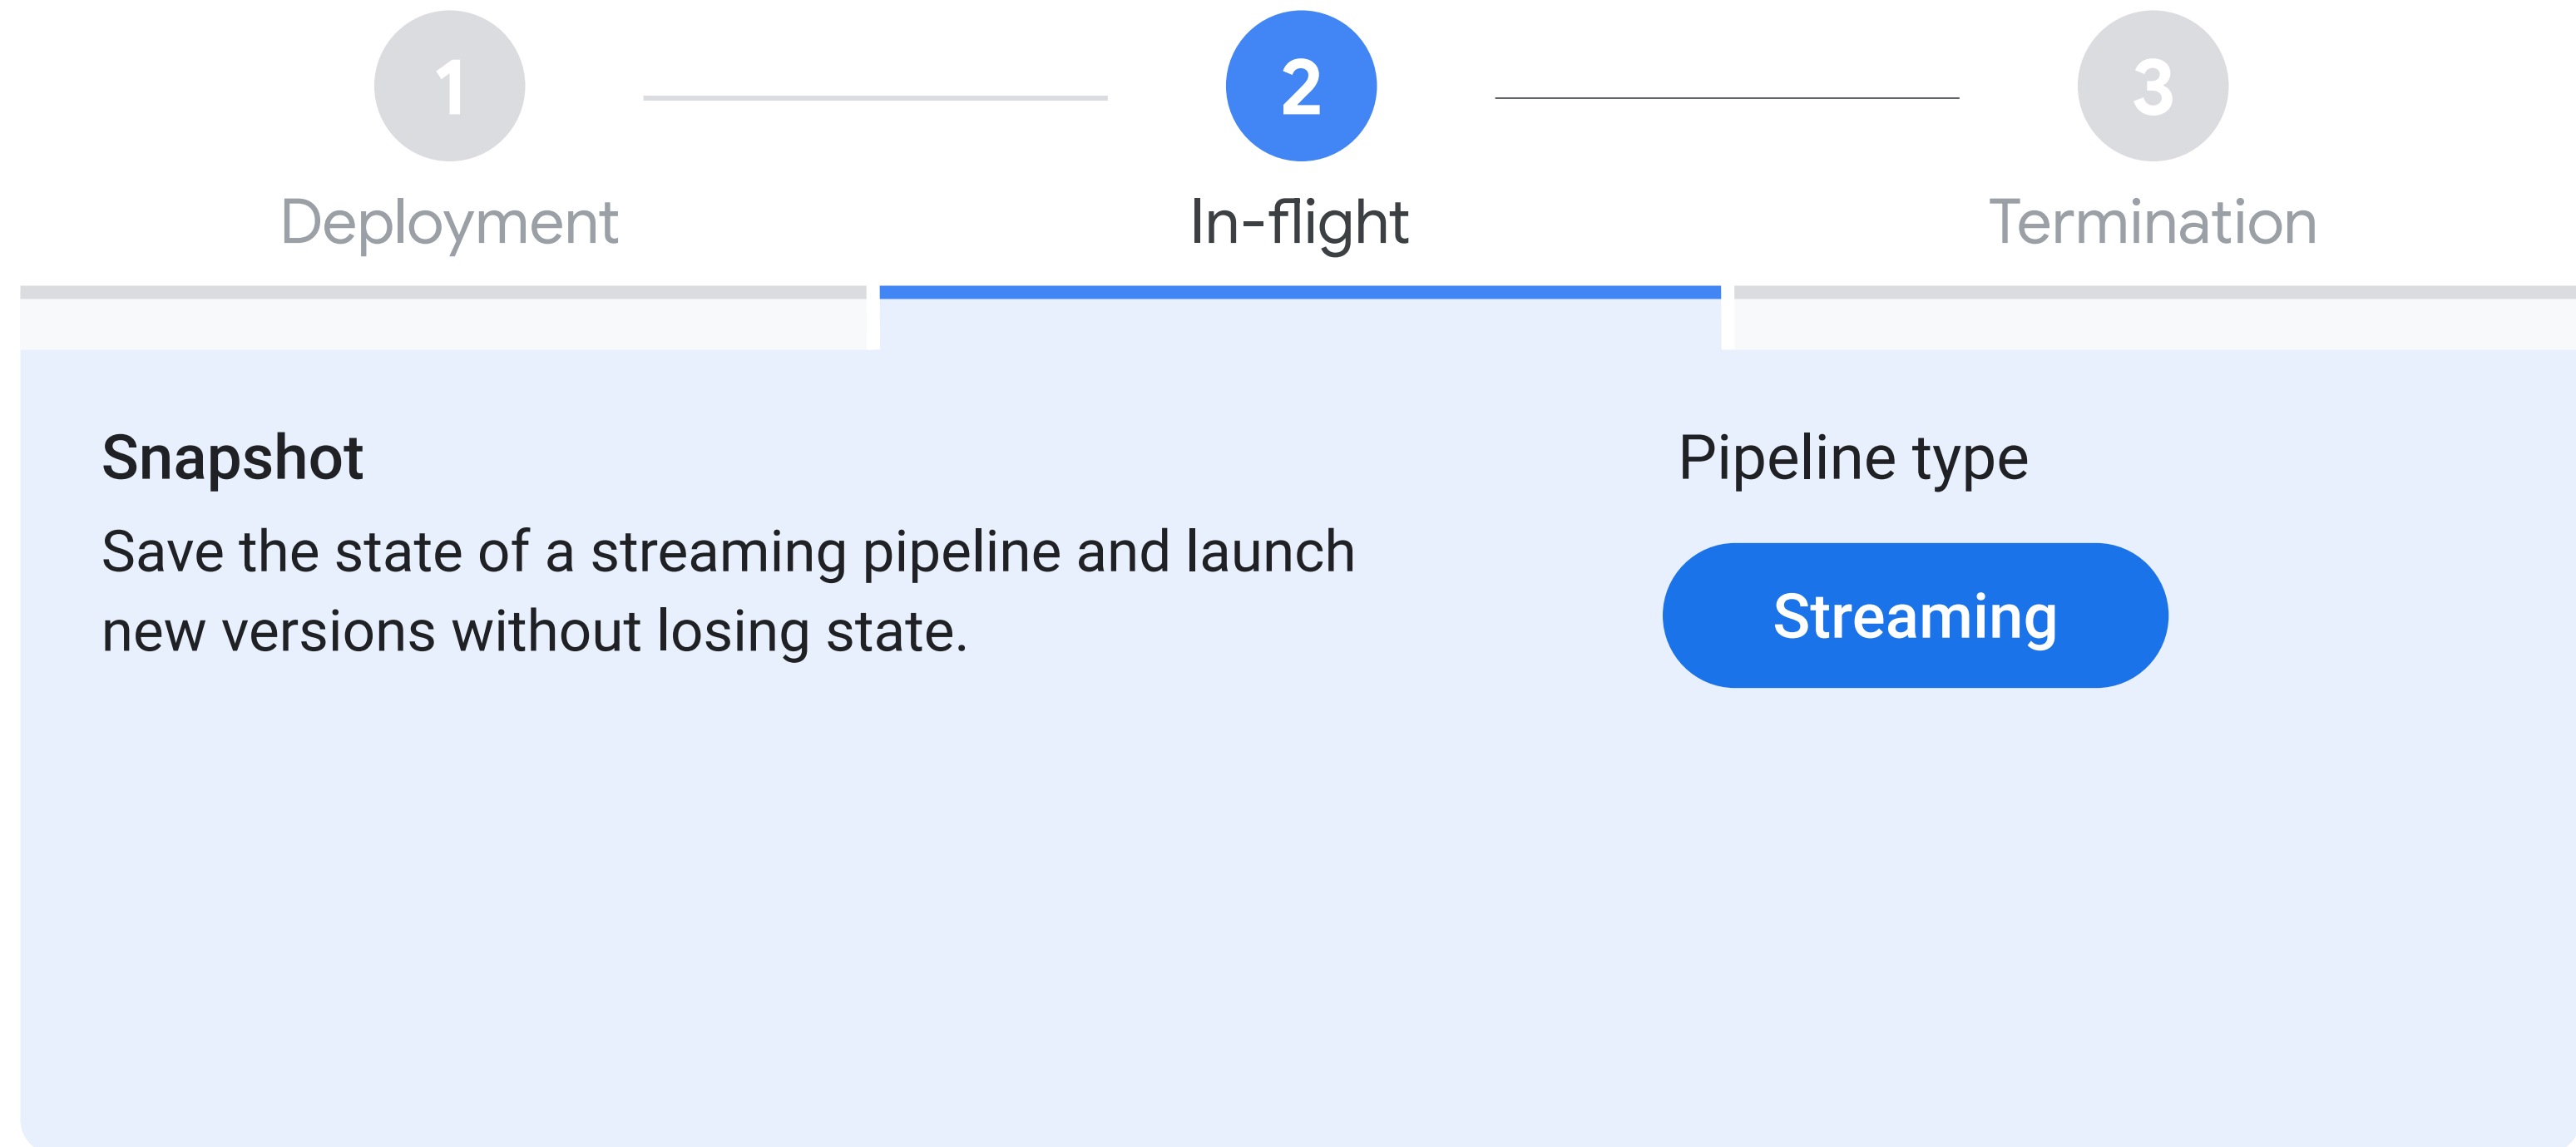 1
2
3
Deployment
In-flight
Termination
Snapshot
Save the state of a streaming pipeline and launch
new versions without losing state.
Pipeline type
Streaming